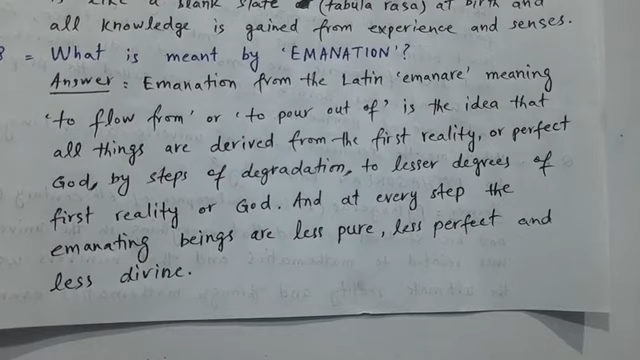 is like a blank slate (tabula rasa) at birth and
all knowledge is gained from experience and senses.
= What is meant by 'EMANATION'?
Answer : Emanation from the Latin 'emanare' meaning
'to flow from' or 'to pour out of' is the idea that
all things are derived from the first reality, or perfect
God, by steps of degradation, to lesser degrees of
first reality or God. And at every step the
emanating beings are less pure, less perfect and
less divine.